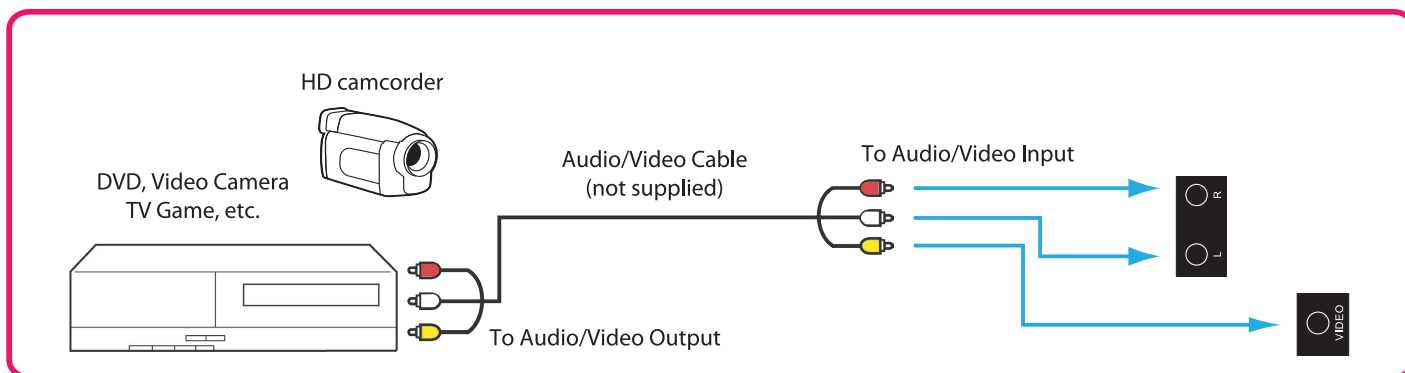 HD camcorder
DVD, Video Camera
TV Game, etc.
Audio/Video Cable
(not supplied)
To Audio/Video Input
To Audio/Video Output
R
L
VIDEO